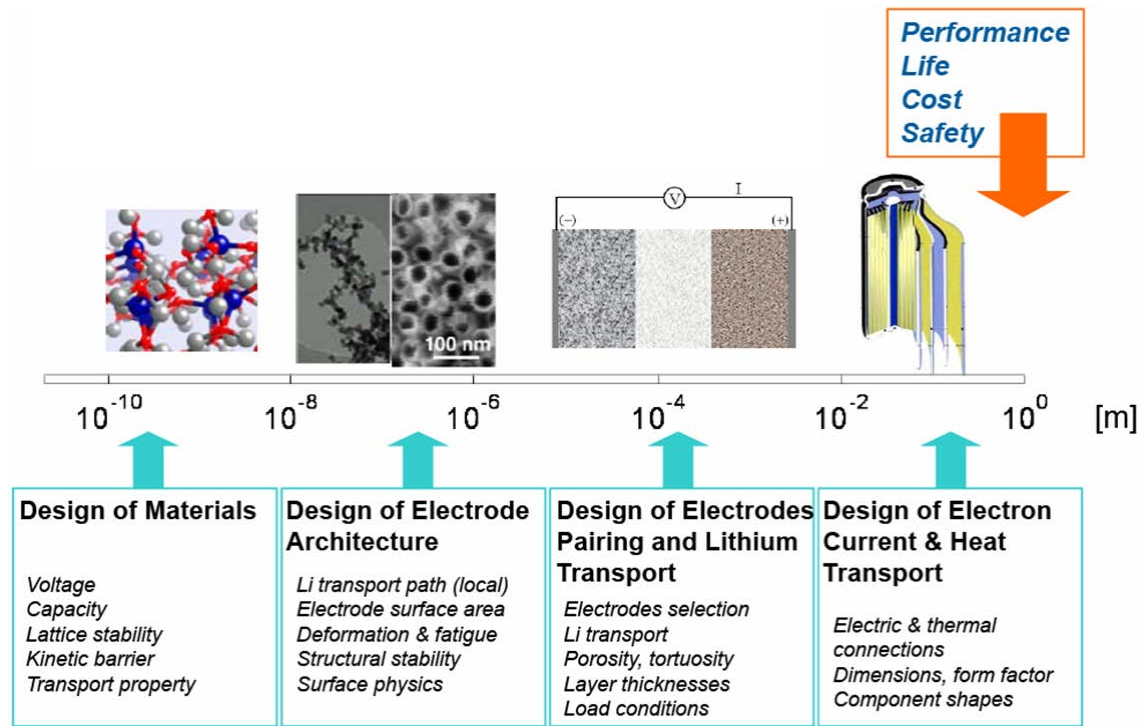 Performance
Life
Cost
Safety
V
I
(-)
(+)
100 nm
10⁻¹⁰
10⁻⁸
10⁻⁶
10⁻⁴
10⁻²
10⁰
[m]
Design of Materials
Voltage
Capacity
Lattice stability
Kinetic barrier
Transport property
Design of Electrode
Architecture
Li transport path (local)
Electrode surface area
Deformation & fatigue
Structural stability
Surface physics
Design of Electrodes
Pairing and Lithium
Transport
Electrodes selection
Li transport
Porosity, tortuosity
Layer thicknesses
Load conditions
Design of Electron
Current & Heat
Transport
Electric & thermal
connections
Dimensions, form factor
Component shapes